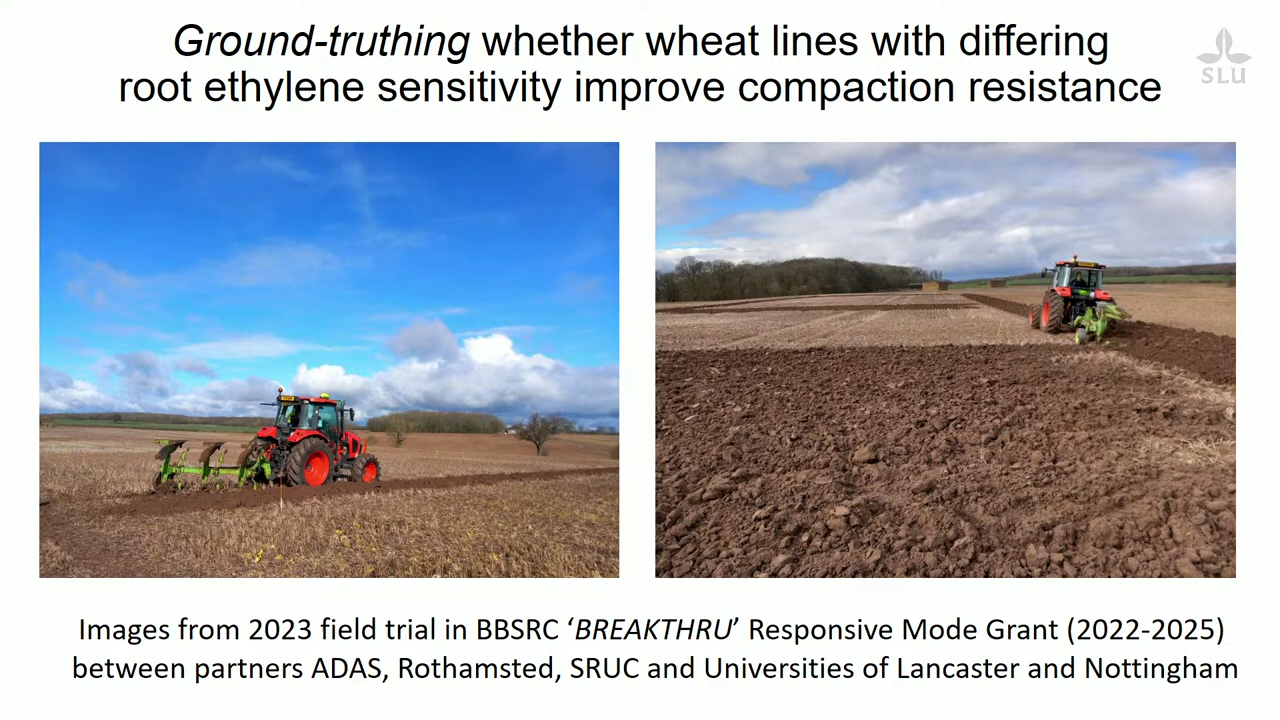 Ground-truthing whether wheat lines with differing
root ethylene sensitivity improve compaction resistance
SLU
Images from 2023 field trial in BBSRC ‘BREAKTHRU’ Responsive Mode Grant (2022-2025)
between partners ADAS, Rothamsted, SRUC and Universities of Lancaster and Nottingham